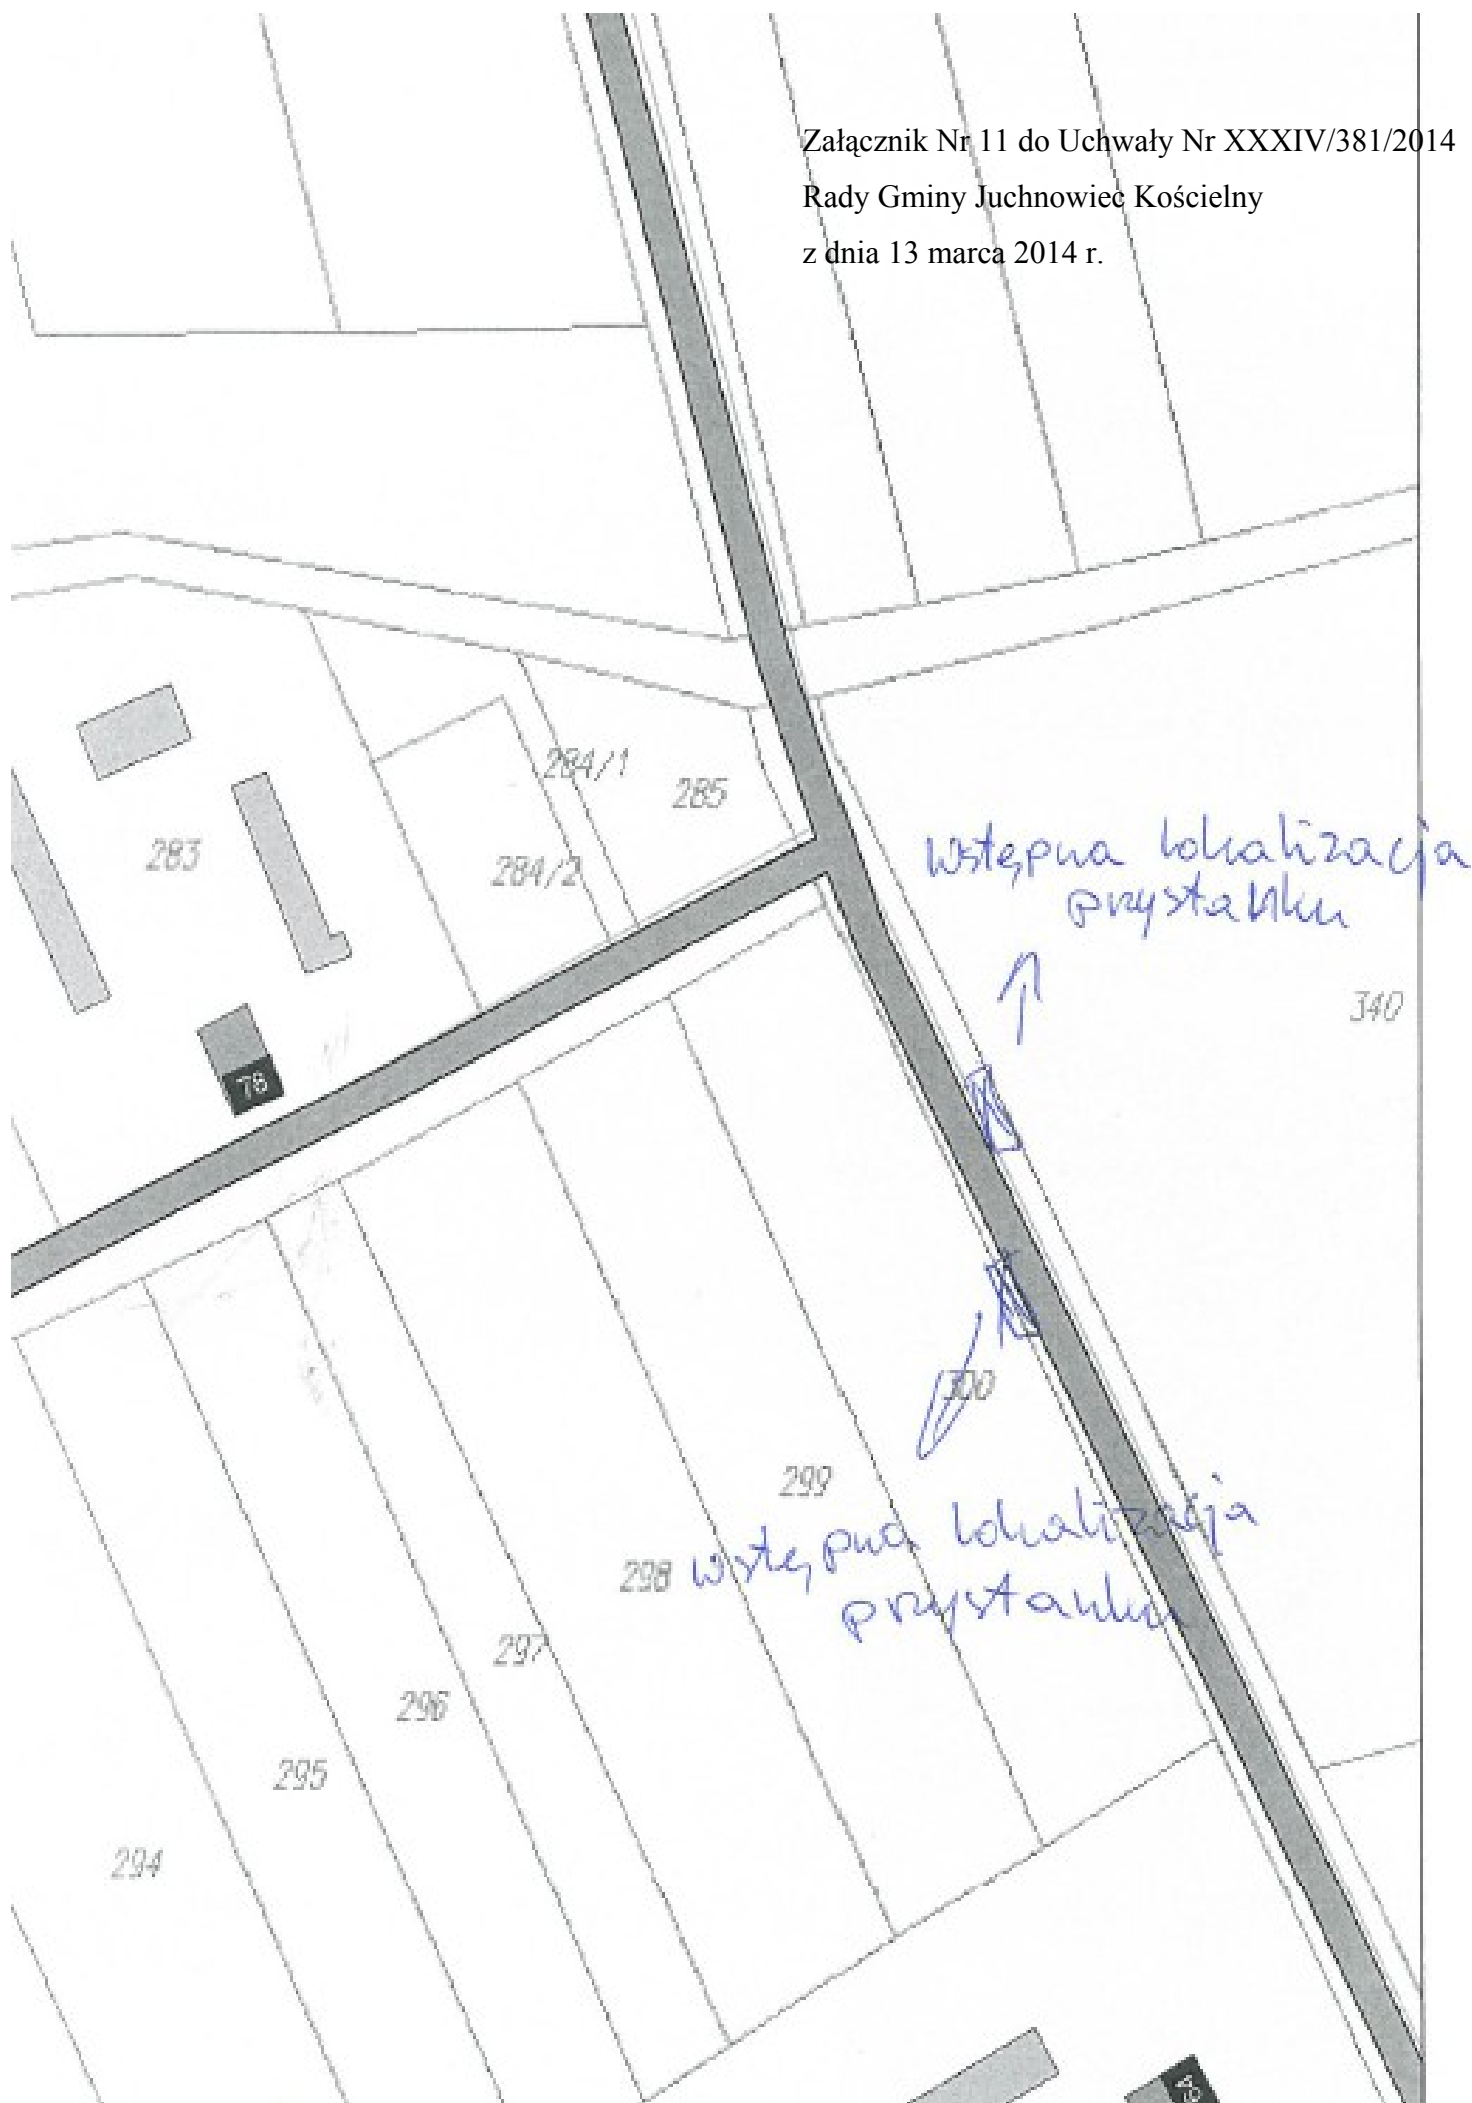 Załącznik Nr 11 do Uchwały Nr XXXIV/381/2014
Rady Gminy Juchnowiec Kościelny
z dnia 13 marca 2014 r.
284/1
285
283
284/2
wstępna lokalizacja
przystanku
340
78
300
299
298
wstępna lokalizacja
przystanku
297
296
295
294